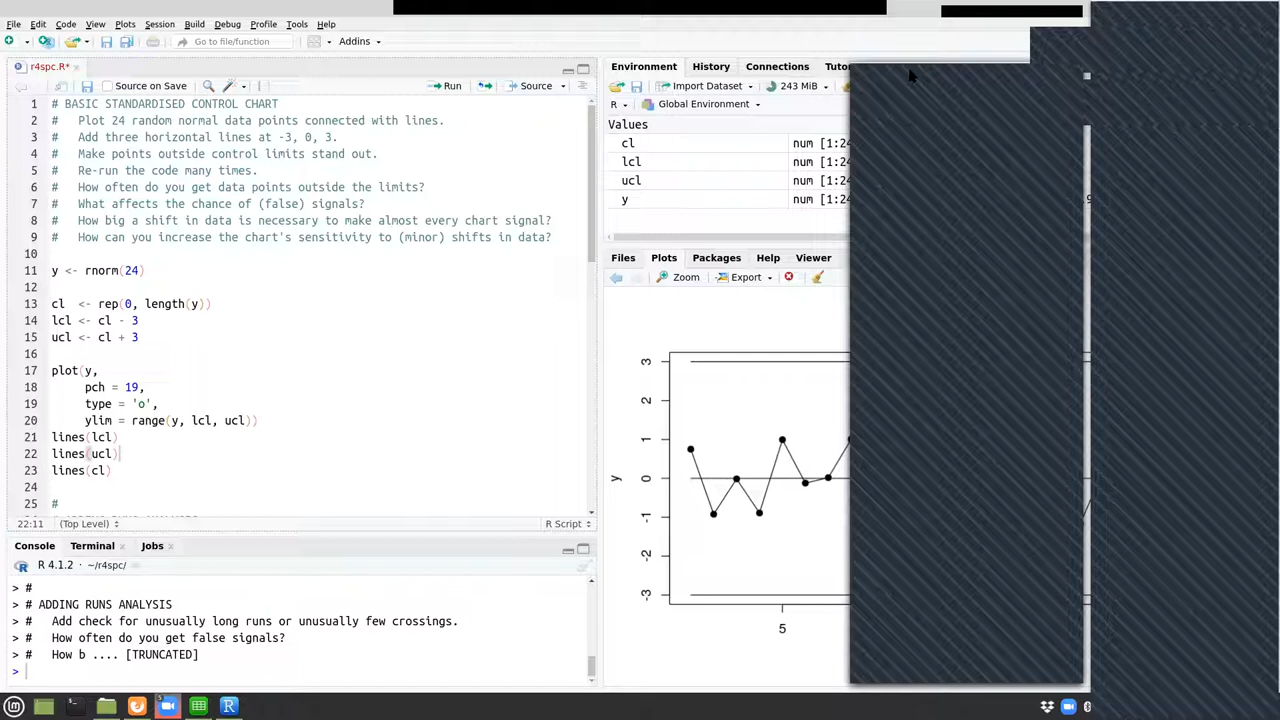 File Edit Code View Plots Session Build Debug Profile Tools Help
Go to file/function
Addins
r4spc.R*
Source on Save
Run
Source
1 # BASIC STANDARDISED CONTROL CHART
2 #   Plot 24 random normal data points connected with lines.
3 #   Add three horizontal lines at -3, 0, 3.
4 #   Make points outside control limits stand out.
5 #   Re-run the code many times.
6 #   How often do you get data points outside the limits?
7 #   What affects the chance of (false) signals?
8 #   How big a shift in data is necessary to make almost every chart signal?
9 #   How can you increase the chart's sensitivity to (minor) shifts in data?
10
11 y <- rnorm(24)
12
13 cl  <- rep(0, length(y))
14 lcl <- cl - 3
15 ucl <- cl + 3
16
17 plot(y,
18     pch = 19,
19     type = 'o',
20     ylim = range(y, lcl, ucl))
21 lines(lcl)
22 lines(ucl)
23 lines(cl)
24
25 #
22:11 (Top Level) R Script
Console Terminal Jobs
R 4.1.2 · ~/r4spc/
> #
> # ADDING RUNS ANALYSIS
> #   Add check for unusually long runs or unusually few crossings.
> #   How often do you get false signals?
> #   How b .... [TRUNCATED]
>
Environment History Connections
Import Dataset 243 MiB
R Global Environment
Values
cl num [1:24
lcl num [1:24
ucl num [1:24
y num [1:24
Files Plots Packages Help Viewer
Zoom Export
3
2
1
0
-1
-2
-3
y
5